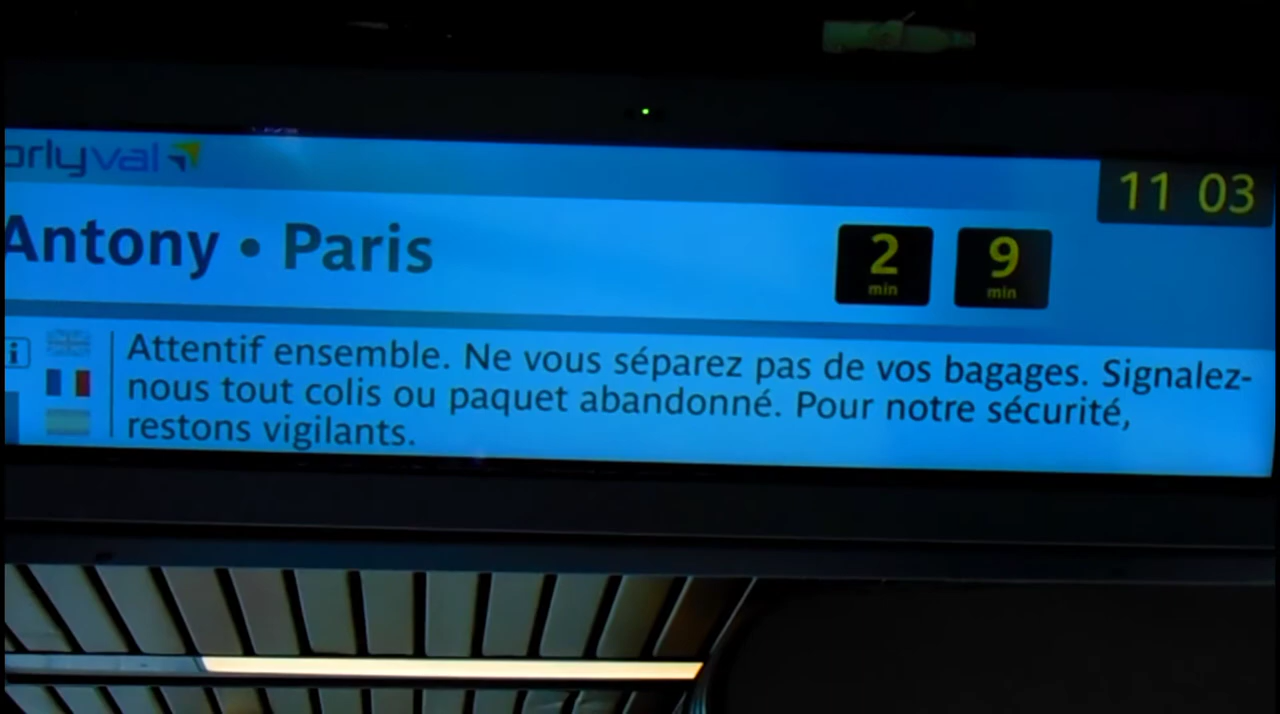 orlyval
11 03
Antony • Paris
2 min
9 min
i
Attentif ensemble. Ne vous séparez pas de vos bagages. Signalez-
nous tout colis ou paquet abandonné. Pour notre sécurité,
restons vigilants.